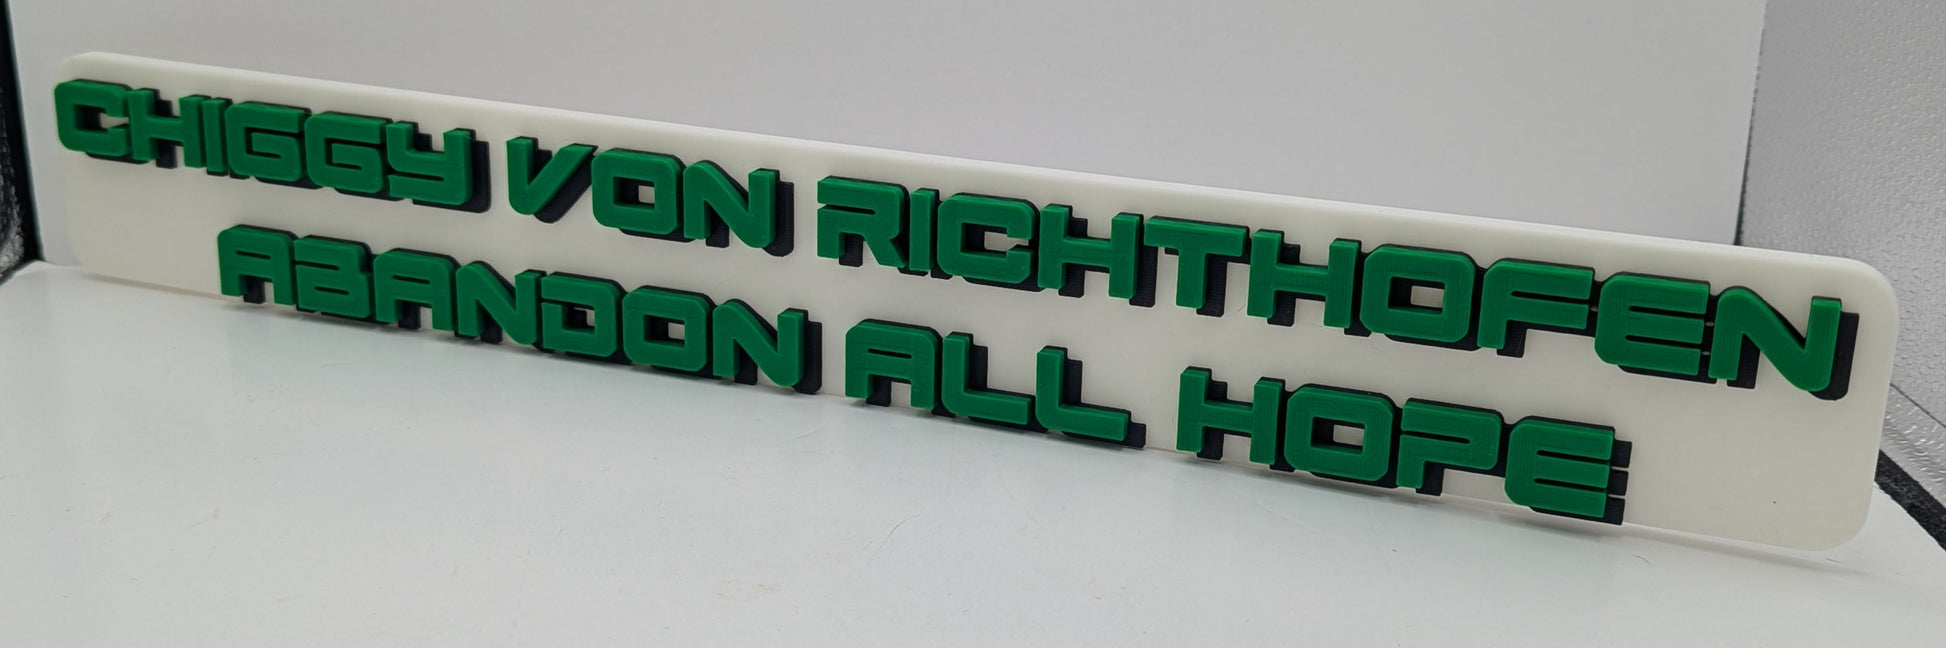 CHIGGY VON RICHTHOFEN
ABANDON ALL HOPE